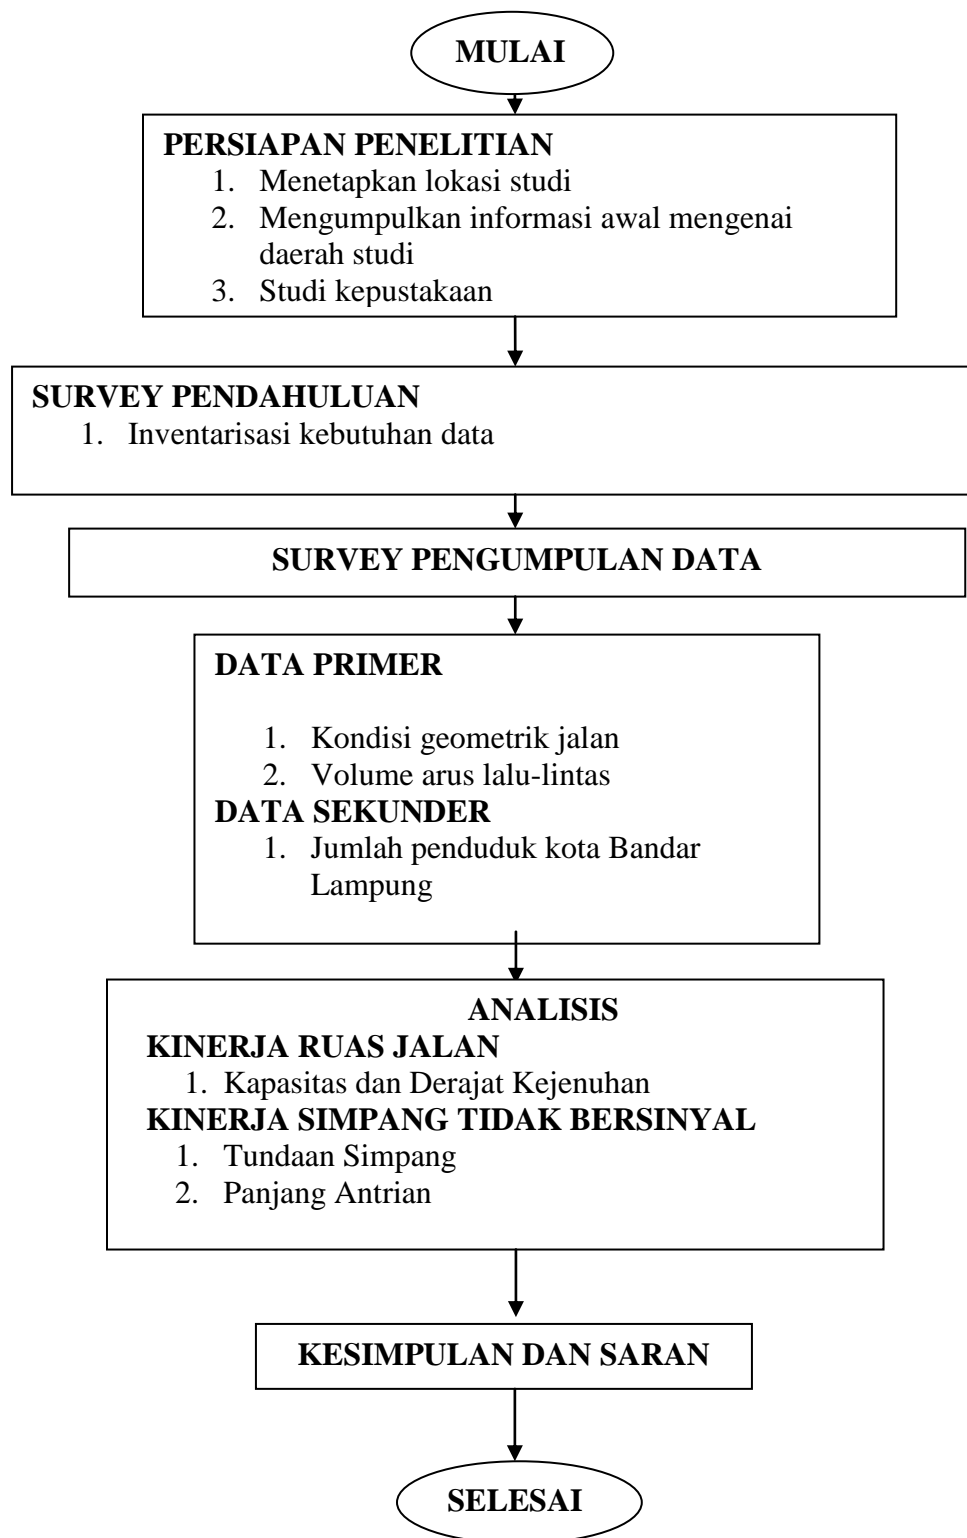 MULAI
PERSIAPAN PENELITIAN
1. Menetapkan lokasi studi
2. Mengumpulkan informasi awal mengenai
daerah studi
3. Studi kepustakaan
SURVEY PENDAHULUAN
1. Inventarisasi kebutuhan data
SURVEY PENGUMPULAN DATA
DATA PRIMER
1. Kondisi geometrik jalan
2. Volume arus lalu-lintas
DATA SEKUNDER
1. Jumlah penduduk kota Bandar
Lampung
ANALISIS
KINERJA RUAS JALAN
1. Kapasitas dan Derajat Kejenuhan
KINERJA SIMPANG TIDAK BERSINYAL
1. Tundaan Simpang
2. Panjang Antrian
KESIMPULAN DAN SARAN
SELESAI